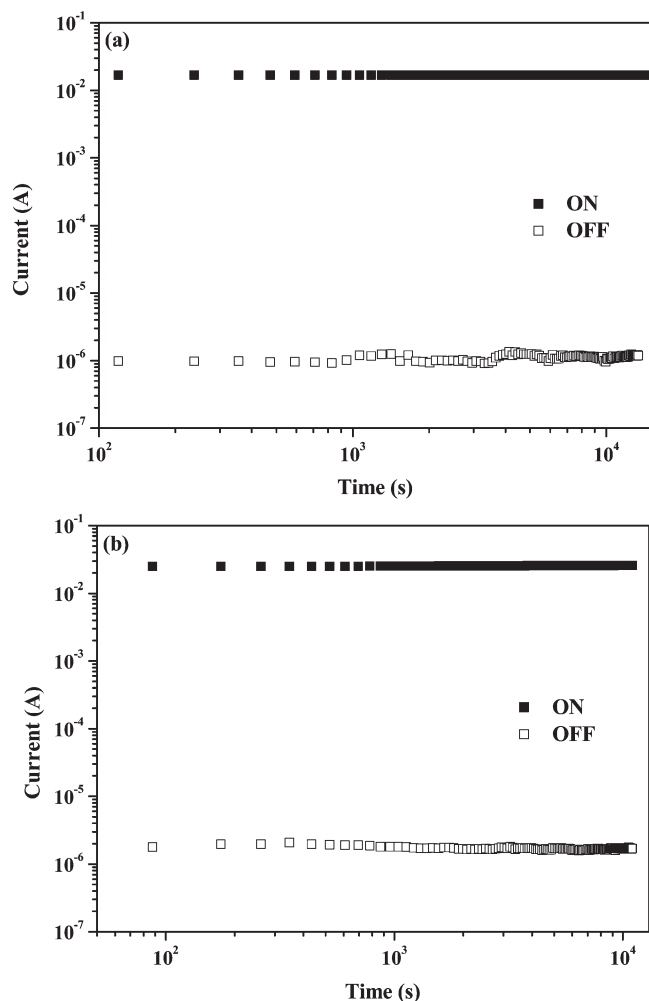 (a)
10⁻¹
10⁻²
10⁻³
10⁻⁴
10⁻⁵
10⁻⁶
10⁻⁷
Current (A)
ON
OFF
10² 10³ 10⁴
Time (s)
(b)
10⁻¹
10⁻²
10⁻³
10⁻⁴
10⁻⁵
10⁻⁶
10⁻⁷
Current (A)
ON
OFF
10² 10³ 10⁴
Time (s)